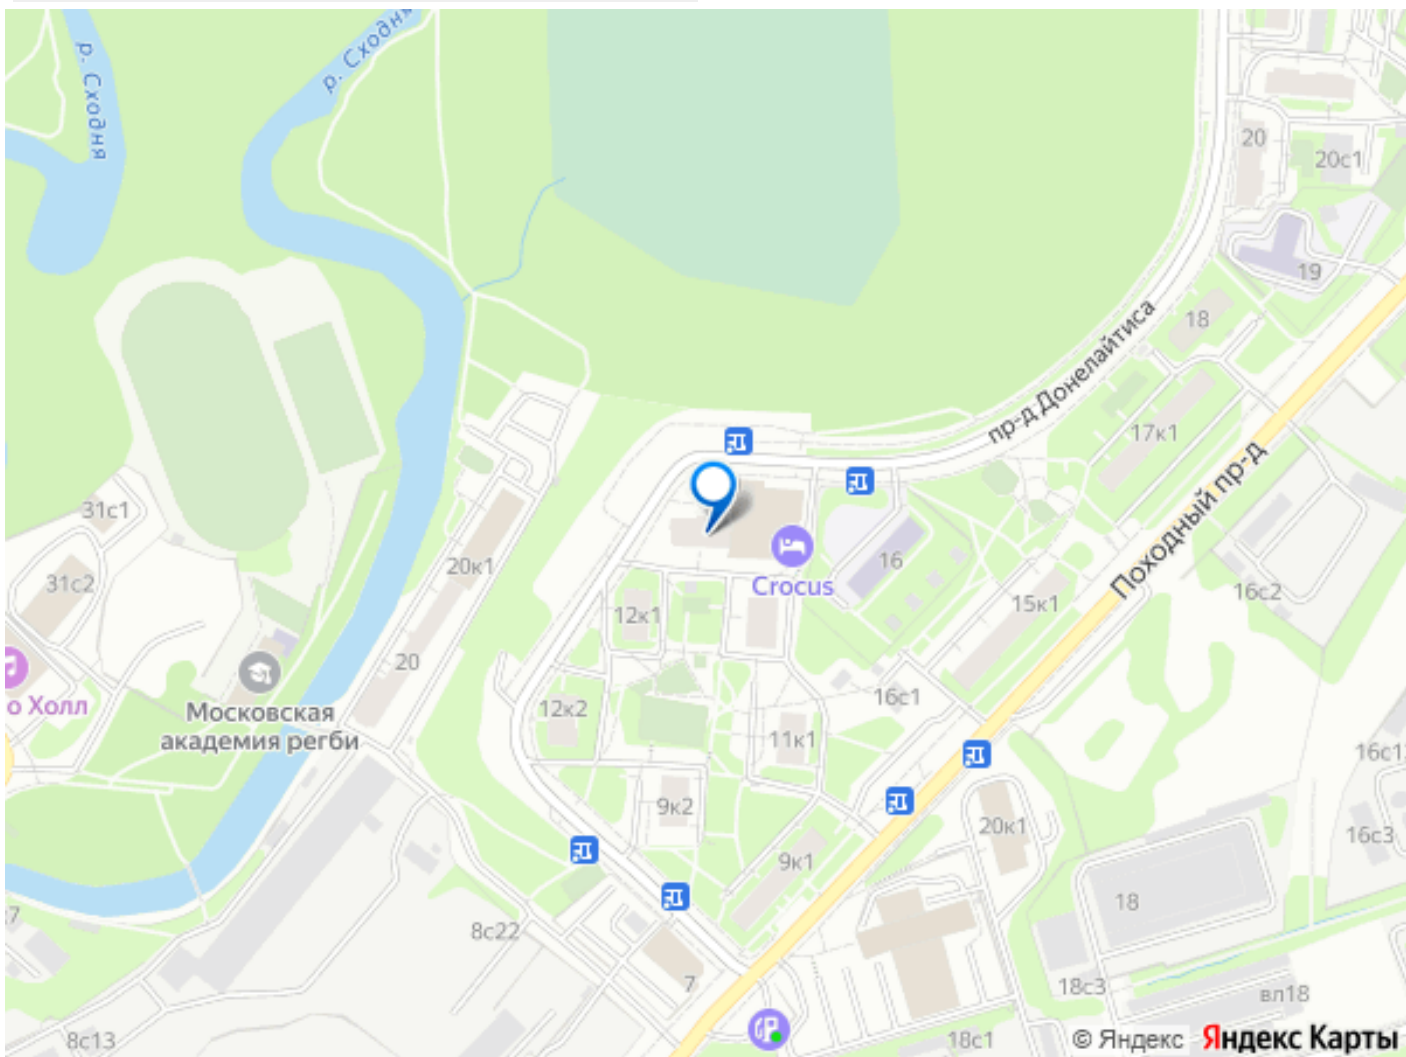 р. Сходня
р. Сходня
20
20с1
19
18
пр-д Донелайтиса
17к1
Походный пр-д
31с1
31с2
20к1
Crocus
16
15к1
16с2
12к1
20
о Холл
Московская
академия регби
12к2
16с1
11к1
16с1
9к2
20к1
16с3
9к1
18
8с22
7
18с3
вл18
8с13
18с1
© Яндекс
Яндекс Карты